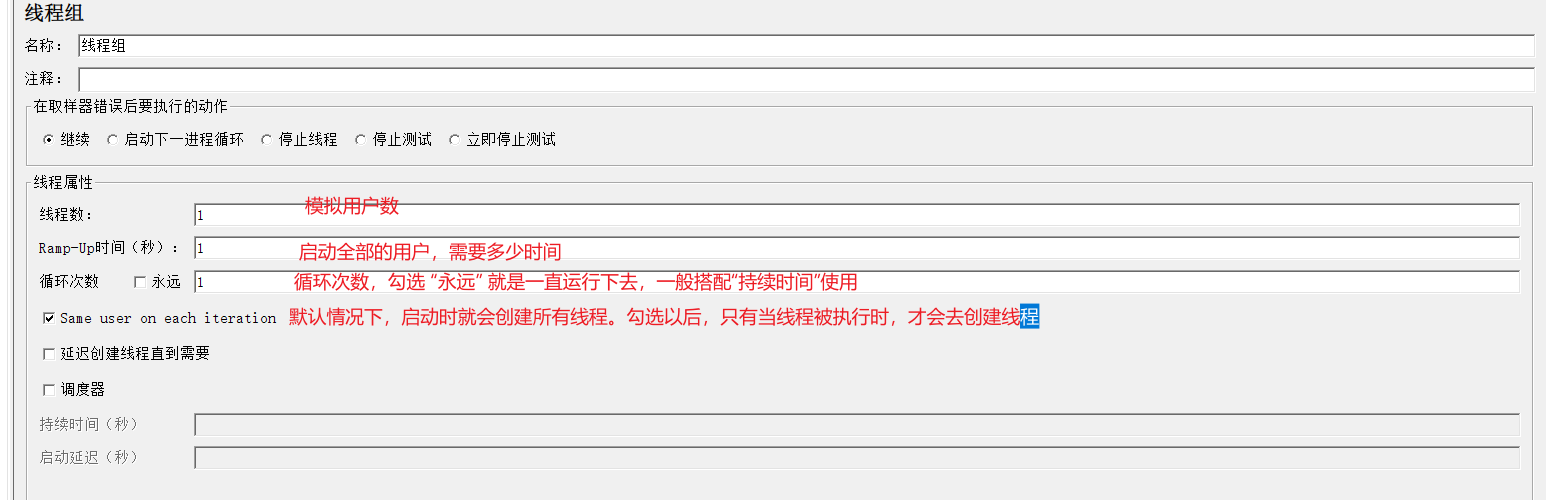 线程组
名称： 线程组
注释：
在取样器错误后要执行的动作
继续 启动下一进程循环 停止线程 停止测试 立即停止测试
线程属性
线程数： 1 模拟用户数
Ramp-Up时间（秒）： 1 启动全部的用户，需要多少时间
循环次数 永远 1 循环次数，勾选 “永远” 就是一直运行下去，一般搭配“持续时间”使用
Same user on each iteration 默认情况下，启动时就会创建所有线程。勾选以后，只有当线程被执行时，才会去创建线程
延迟创建线程直到需要
调度器
持续时间（秒）
启动延迟（秒）